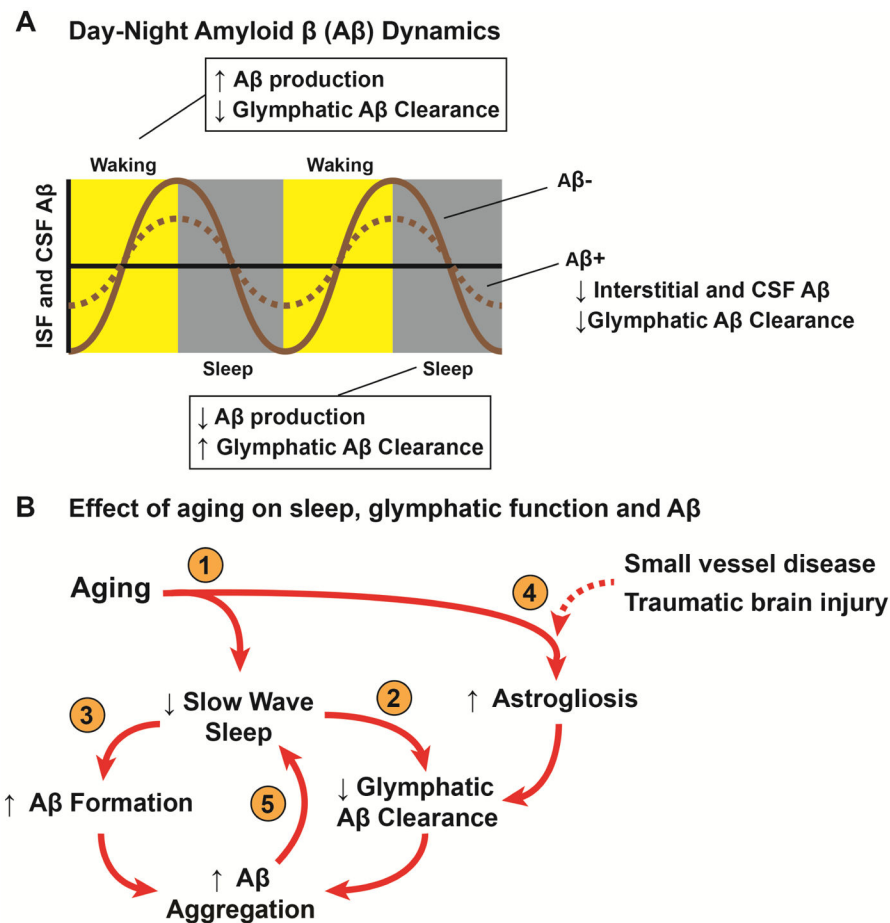 A Day-Night Amyloid β (Aβ) Dynamics
↑ Aβ production
↓ Glymphatic Aβ Clearance
Waking
Waking
ISF and CSF Aβ
Aβ-
Aβ+
↓ Interstitial and CSF Aβ
↓Glymphatic Aβ Clearance
Sleep
Sleep
↓ Aβ production
↑ Glymphatic Aβ Clearance
B Effect of aging on sleep, glymphatic function and Aβ
1
Aging
4
Small vessel disease
Traumatic brain injury
3
↓ Slow Wave
Sleep
2
↑ Astrogliosis
↑ Aβ Formation
5
↓ Glymphatic
Aβ Clearance
↑ Aβ
Aggregation